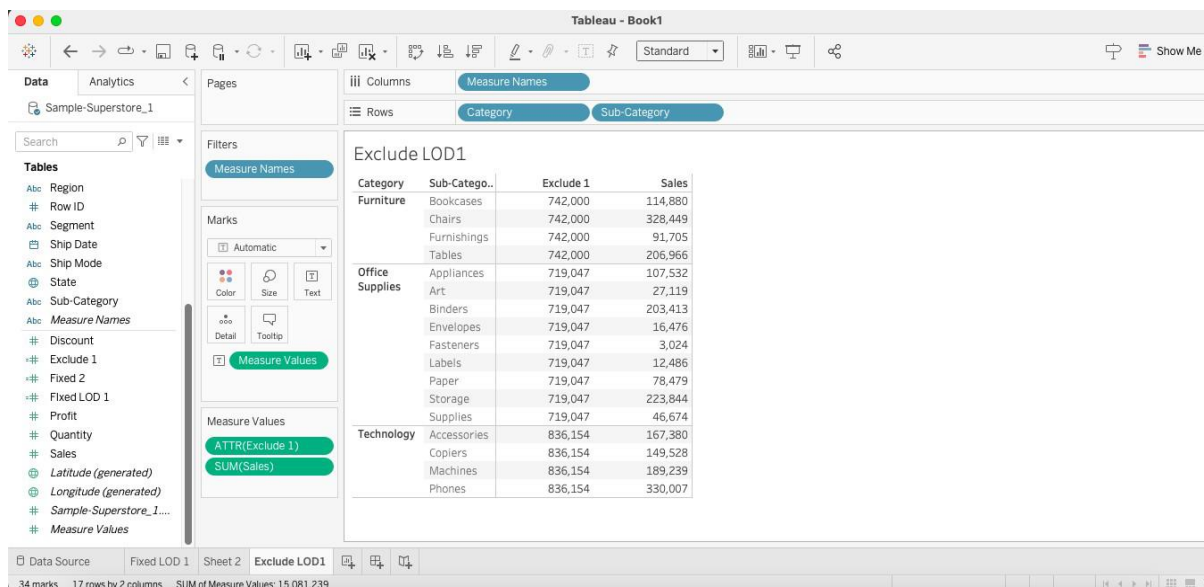 Tableau - Book1
Standard
Show Me
Data Analytics
Sample-Superstore_1
Search
Tables
Abc Region
# Row ID
Abc Segment
Ship Date
Abc Ship Mode
State
Abc Sub-Category
Abc Measure Names
# Discount
=# Exclude 1
=# Fixed 2
=# FIxed LOD 1
# Profit
# Quantity
# Sales
Latitude (generated)
Longitude (generated)
# Sample-Superstore_1....
# Measure Values
Pages
Filters
Measure Names
Marks
T Automatic
Color Size Text
Detail Tooltip
T Measure Values
Measure Values
ATTR(Exclude 1)
SUM(Sales)
iii Columns Measure Names
Rows Category Sub-Category
Exclude LOD1
Category Sub-Catego.. Exclude 1 Sales
Furniture Bookcases 742,000 114,880
Chairs 742,000 328,449
Furnishings 742,000 91,705
Tables 742,000 206,966
Office Supplies Appliances 719,047 107,532
Art 719,047 27,119
Binders 719,047 203,413
Envelopes 719,047 16,476
Fasteners 719,047 3,024
Labels 719,047 12,486
Paper 719,047 78,479
Storage 719,047 223,844
Supplies 719,047 46,674
Technology Accessories 836,154 167,380
Copiers 836,154 149,528
Machines 836,154 189,239
Phones 836,154 330,007
Data Source Fixed LOD 1 Sheet 2 Exclude LOD1
34 marks 17 rows by 2 columns SUM of Measure Values: 15,081,239